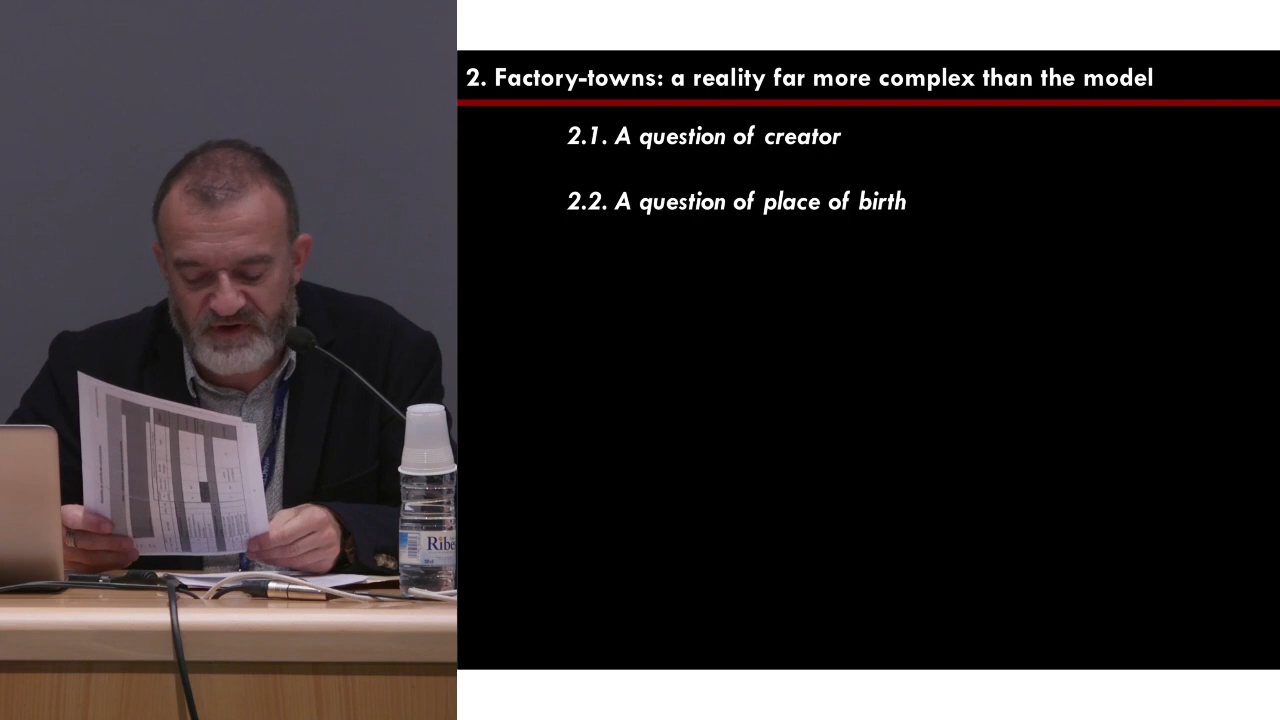 2. Factory-towns: a reality far more complex than the model
2.1. A question of creator
2.2. A question of place of birth
Ribe